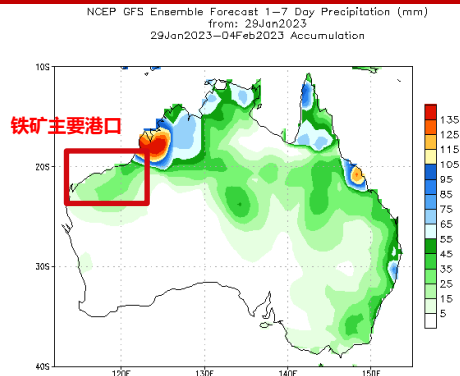 NCEP GFS Ensemble Forecast 1–7 Day Precipitation (mm)
from: 29Jan2023
29Jan2023–04Feb2023 Accumulation
10S
铁矿主要港口
20S
30S
40S
120E
130E
140E
150E
135
125
115
105
95
85
75
65
55
45
35
25
15
5